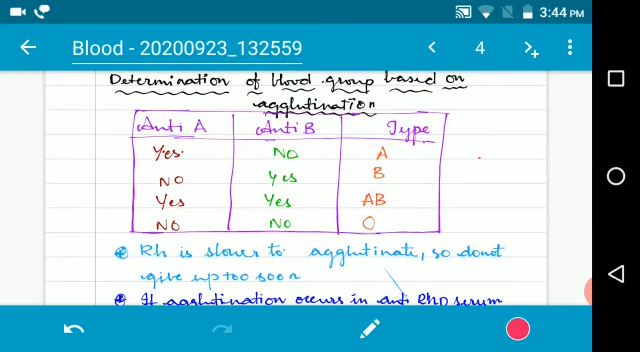 3:44 PM
Blood - 20200923_132559
4
Determination of blood group based on
agglutination
Anti A Anti B Type
Yes NO A
NO Yes B
Yes Yes AB
NO NO O
Rh is slower to agglutinate, so donot
give up too soon
If agglutination occurs in anti RhD serum